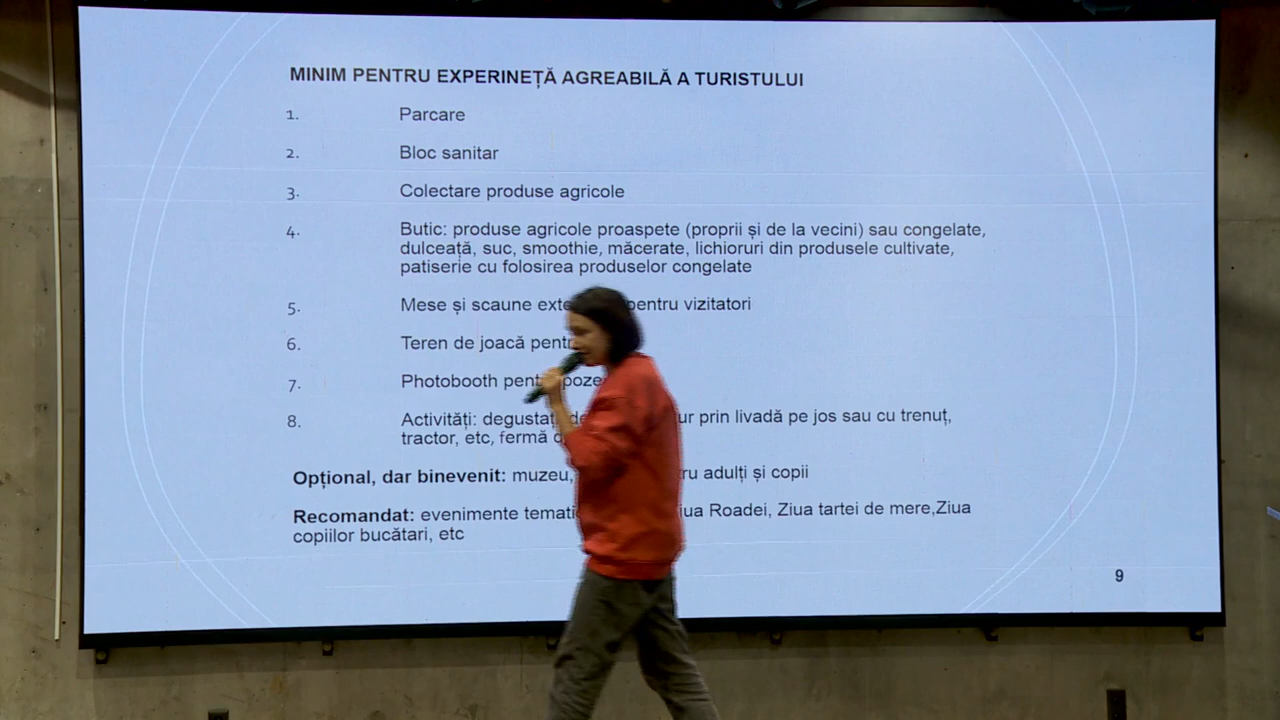 MINIM PENTRU EXPERINEȚĂ AGREABILĂ A TURISTULUI
1. Parcare
2. Bloc sanitar
3. Colectare produse agricole
4. Butic: produse agricole proaspete (proprii și de la vecini) sau congelate,
dulceață, suc, smoothie, măcerate, lichioruri din produsele cultivate,
patiserie cu folosirea produselor congelate
5. Mese și scaune pentru vizitatori
6. Teren de joacă
7. Photobooth poze
8. Activități: prin livadă pe jos sau cu trenuț,
tractor, etc, fermă
Opțional, dar binevenit: muzeu, adulți și copii
Recomandat: evenimente Roadei, Ziua tartei de mere,Ziua
copiilor bucătari, etc
9